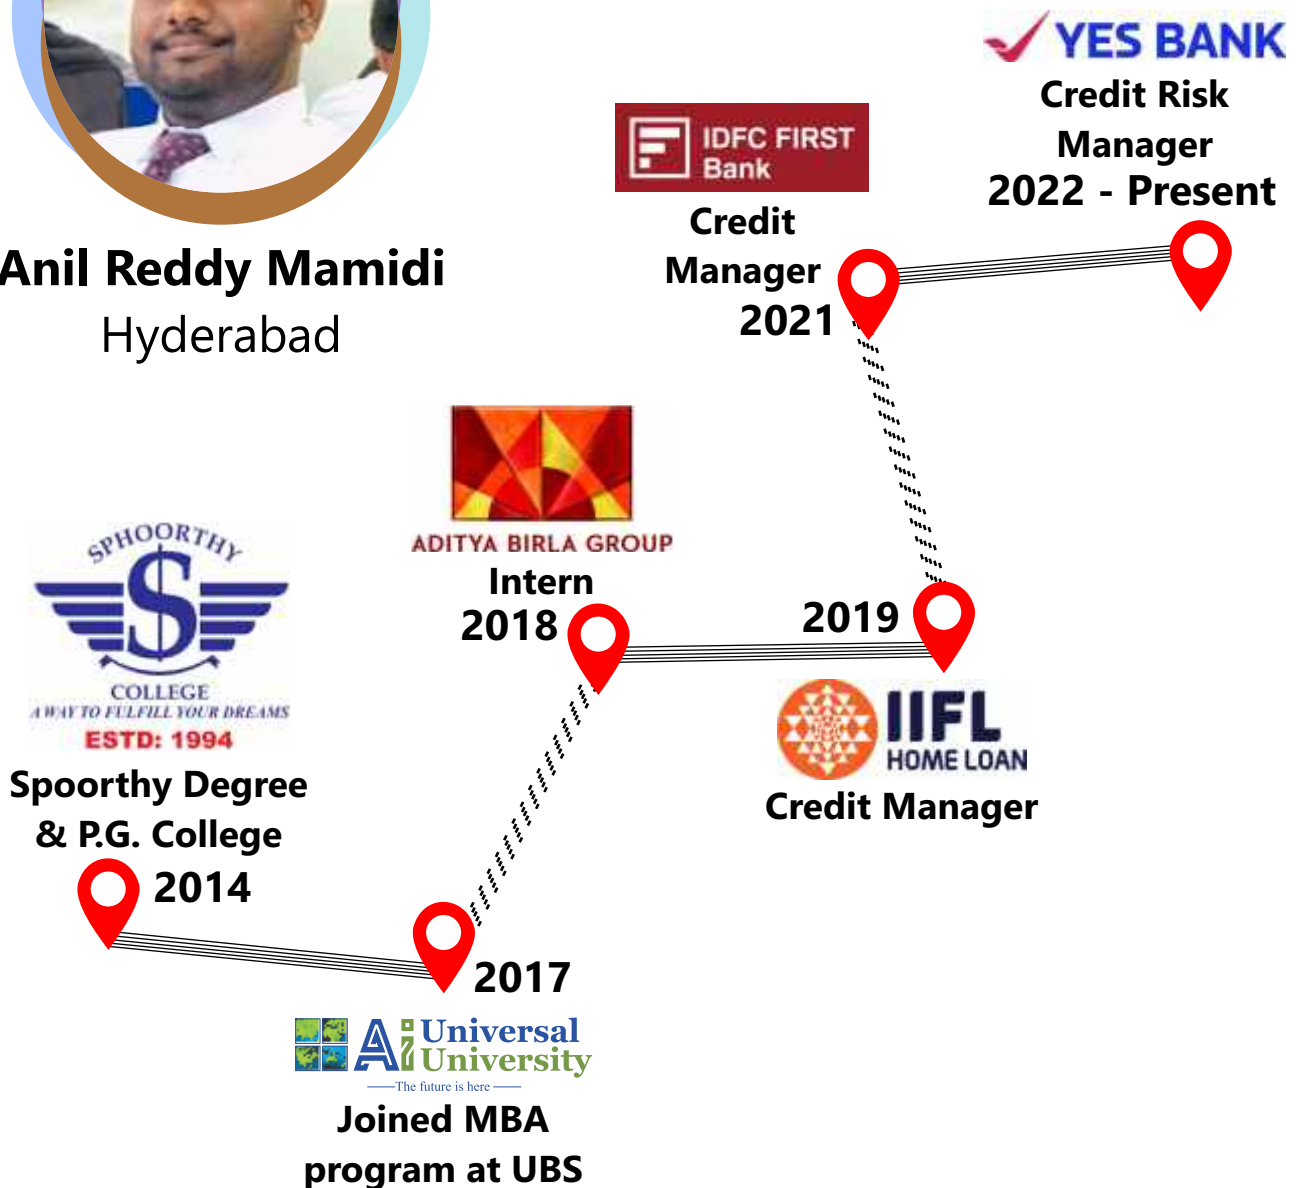 YES BANK
Credit Risk
Manager
2022 - Present
IDFC FIRST
Bank
Credit
Manager
2021
Anil Reddy Mamidi
Hyderabad
ADITYA BIRLA GROUP
Intern
2018
2019
IIFL
HOME LOAN
Credit Manager
SPHOORTHY
S
COLLEGE
A WAY TO FULFILL YOUR DREAMS
ESTD: 1994
Spoorthy Degree
& P.G. College
2014
2017
Ai Universal
University
The future is here
Joined MBA
program at UBS